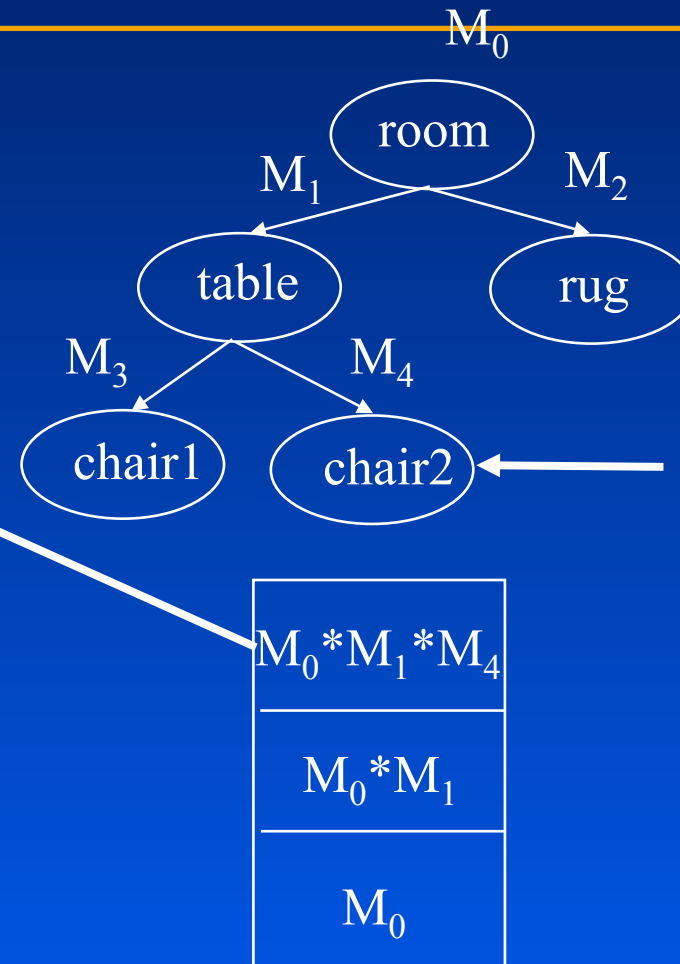 M₀
room
M₁
M₂
table
rug
M₃
M₄
chair1
chair2
M₀*M₁*M₄
M₀*M₁
M₀